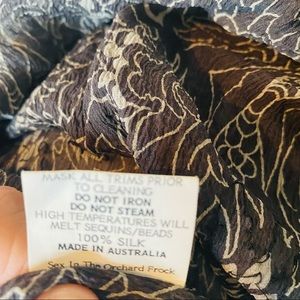 MASK ALL TRIMS PRIOR
TO CLEANING
DO NOT IRON
DO NOT STEAM
HIGH TEMPERATURES WILL
MELT SEQUINS/BEADS
100% SILK
MADE IN AUSTRALIA
Sex In The Orchard Frock